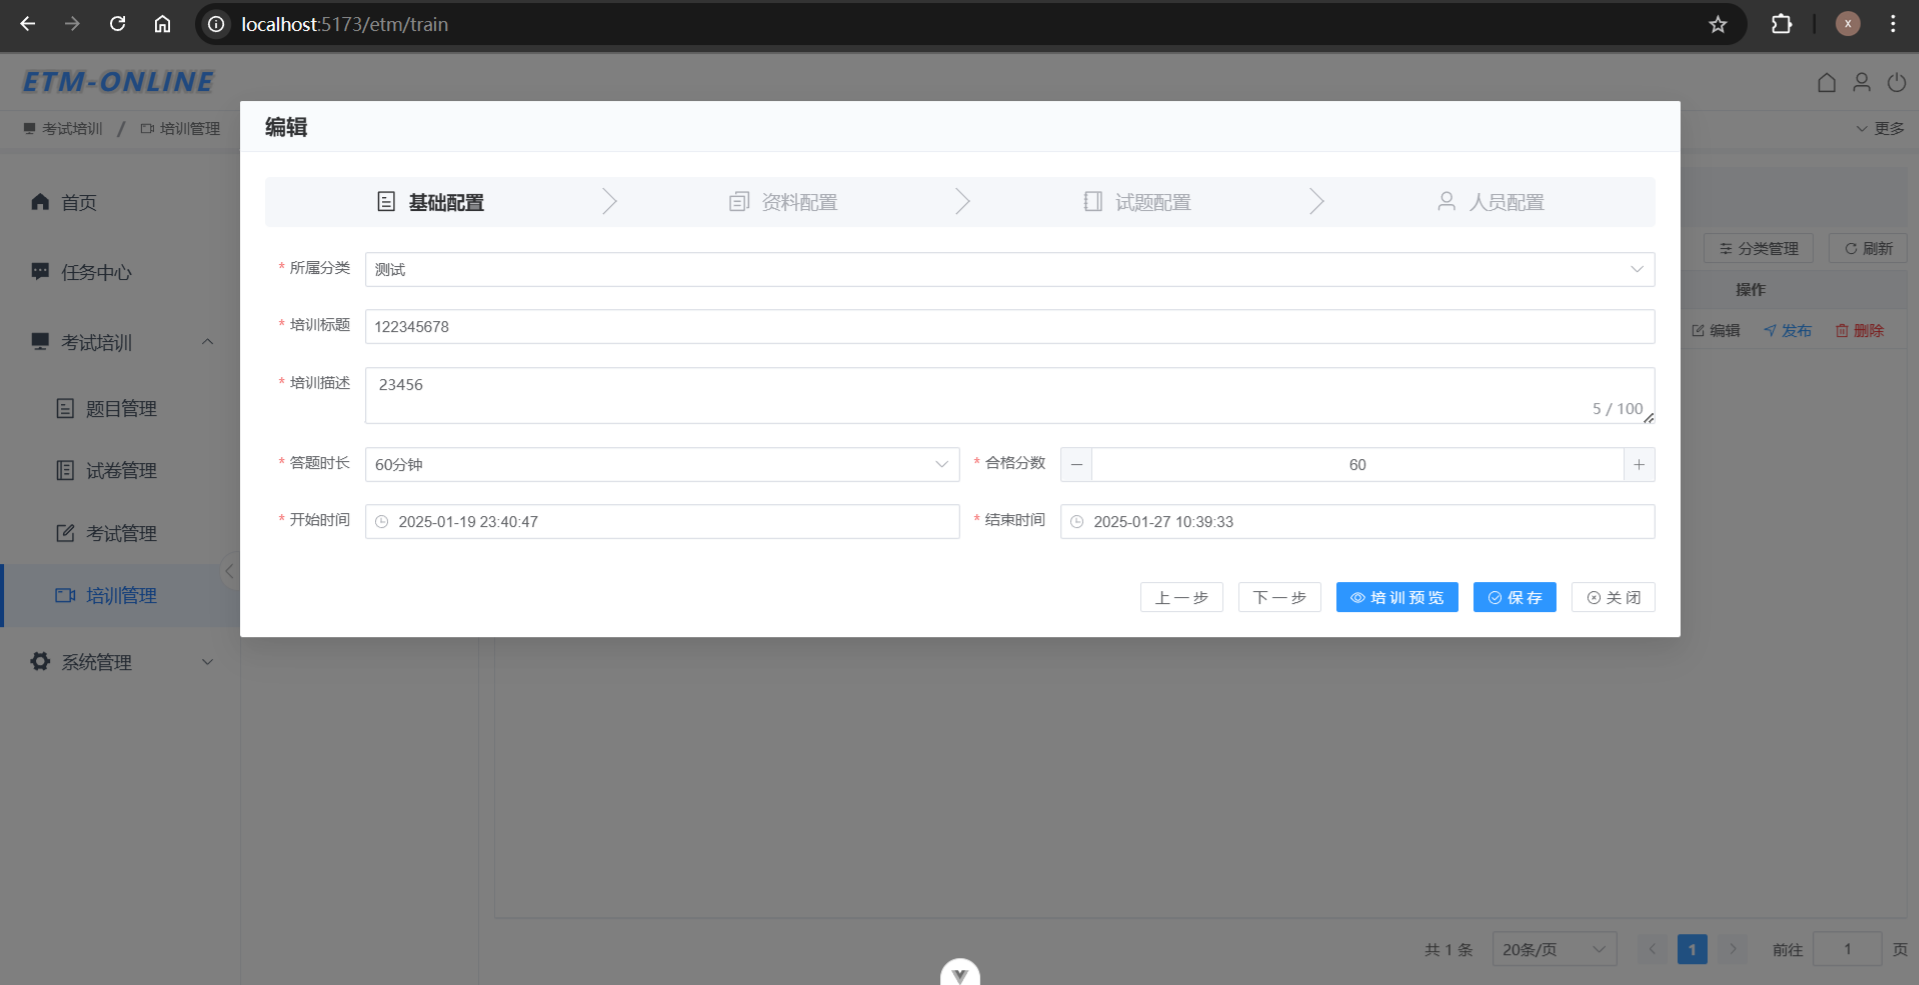 localhost:5173/etm/train
x
ETM-ONLINE
考试培训 / 培训管理
更多
首页
任务中心
考试培训
题目管理
试卷管理
考试管理
培训管理
系统管理
编辑
基础配置 资料配置 试题配置 人员配置
* 所属分类 测试
* 培训标题 122345678
* 培训描述 23456
5 / 100
* 答题时长 60分钟 * 合格分数 60
* 开始时间 2025-01-19 23:40:47 * 结束时间 2025-01-27 10:39:33
上一步 下一步 培训预览 保存 关闭
分类管理 刷新
操作
编辑 发布 删除
共 1 条 20条/页 1 前往 1 页